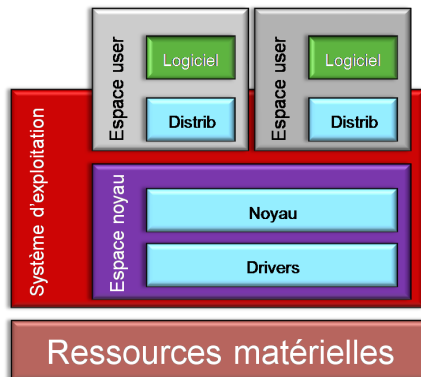 Espace user
Logiciel
Distrib
Espace user
Logiciel
Distrib
Système d'exploitation
Espace noyau
Noyau
Drivers
Ressources matérielles